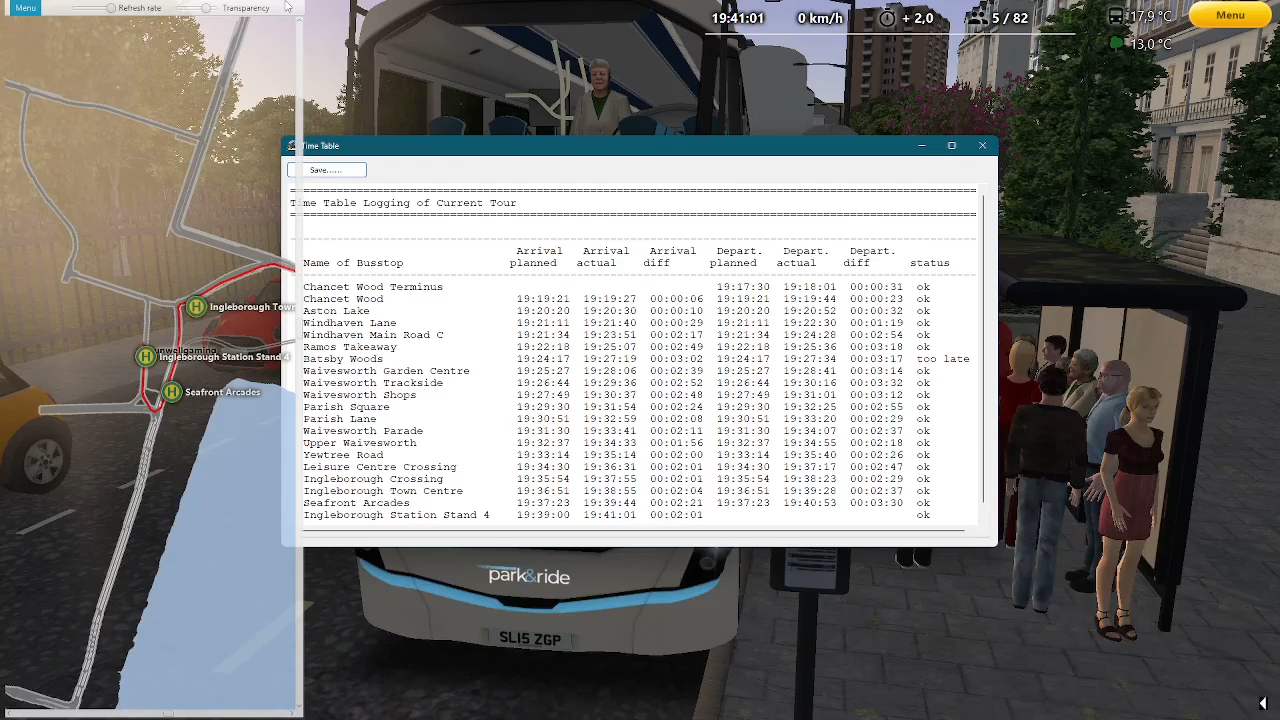 Menu Refresh rate Transparency
19:41:01 0 km/h + 2,0 5 / 82 17,9 °C Menu
13,0 °C
Time Table
Save......
Time Table Logging of Current Tour
Arrival Arrival Arrival Depart. Depart. Depart.
Name of Busstop planned actual diff planned actual diff status
Chancet Wood Terminus 19:17:30 19:18:01 00:00:31 ok
Chancet Wood 19:19:21 19:19:27 00:00:06 19:19:21 19:19:44 00:00:23 ok
Aston Lake 19:20:20 19:20:30 00:00:10 19:20:20 19:20:52 00:00:32 ok
Windhaven Lane 19:21:11 19:21:40 00:00:29 19:21:11 19:22:30 00:01:19 ok
Windhaven Main Road C 19:21:34 19:23:51 00:02:17 19:21:34 19:24:28 00:02:54 ok
Ramos Takeaway 19:22:18 19:25:07 00:02:49 19:22:18 19:25:36 00:03:18 ok
Batsby Woods 19:24:17 19:27:19 00:03:02 19:24:17 19:27:34 00:03:17 too late
Waivesworth Garden Centre 19:25:27 19:28:06 00:02:39 19:25:27 19:28:41 00:03:14 ok
Waivesworth Trackside 19:26:44 19:29:36 00:02:52 19:26:44 19:30:16 00:03:32 ok
Waivesworth Shops 19:27:49 19:30:37 00:02:48 19:27:49 19:31:01 00:03:12 ok
Parish Square 19:29:30 19:31:54 00:02:24 19:29:30 19:32:25 00:02:55 ok
Parish Lane 19:30:51 19:32:59 00:02:08 19:30:51 19:33:20 00:02:29 ok
Waivesworth Parade 19:31:30 19:33:41 00:02:11 19:31:30 19:34:07 00:02:37 ok
Upper Waivesworth 19:32:37 19:34:33 00:01:56 19:32:37 19:34:55 00:02:18 ok
Yewtree Road 19:33:14 19:35:14 00:02:00 19:33:14 19:35:40 00:02:26 ok
Leisure Centre Crossing 19:34:30 19:36:31 00:02:01 19:34:30 19:37:17 00:02:47 ok
Ingleborough Crossing 19:35:54 19:37:55 00:02:01 19:35:54 19:38:23 00:02:29 ok
Ingleborough Town Centre 19:36:51 19:38:55 00:02:04 19:36:51 19:39:28 00:02:37 ok
Seafront Arcades 19:37:23 19:39:44 00:02:21 19:37:23 19:40:53 00:03:30 ok
Ingleborough Station Stand 4 19:39:00 19:41:01 00:02:01 ok
Ingleborough Town
Ingleborough Station Stand 4
Seafront Arcades
park&ride
SL15 ZGP